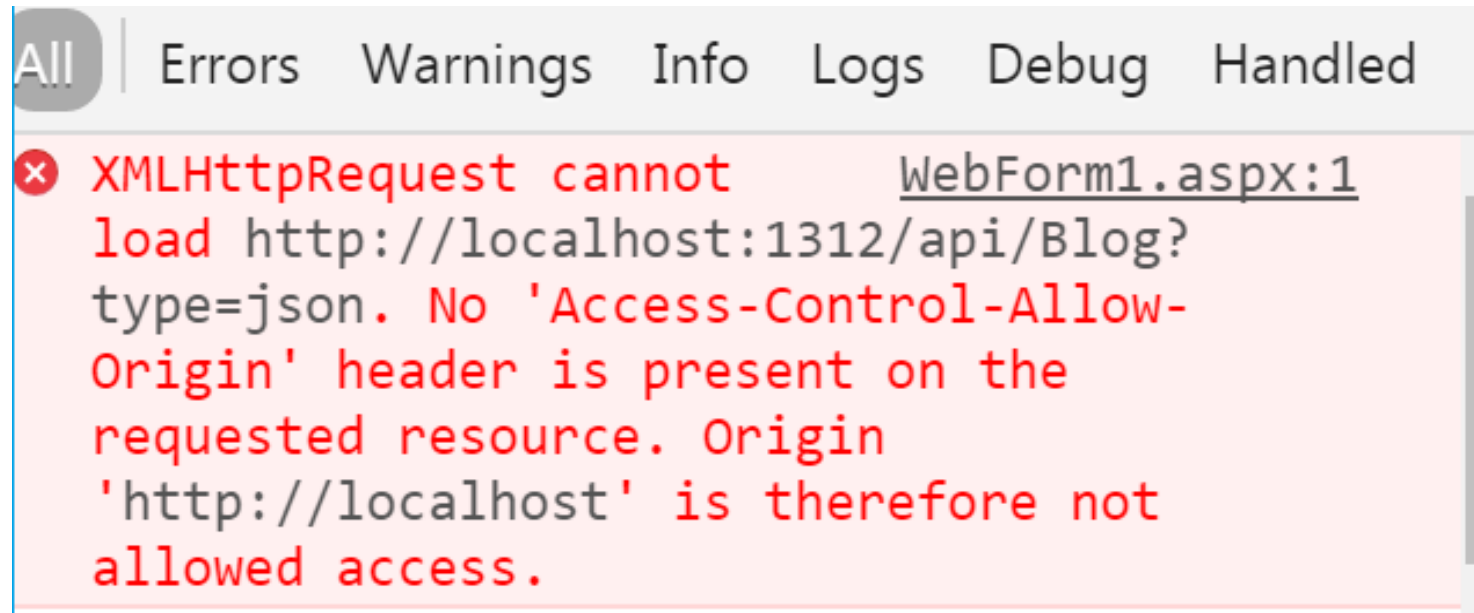 All Errors Warnings Info Logs Debug Handled
XMLHttpRequest cannot WebForm1.aspx:1
load http://localhost:1312/api/Blog?
type=json. No 'Access-Control-Allow-
Origin' header is present on the
requested resource. Origin
'http://localhost' is therefore not
allowed access.